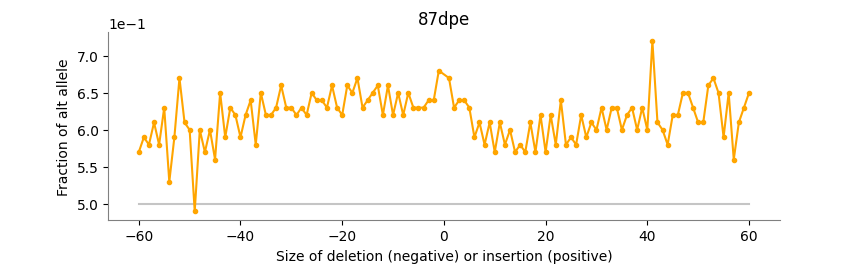 87dpe
1e−1
7.0
6.5
6.0
5.5
5.0
Fraction of alt allele
−60 −40 −20 0 20 40 60
Size of deletion (negative) or insertion (positive)